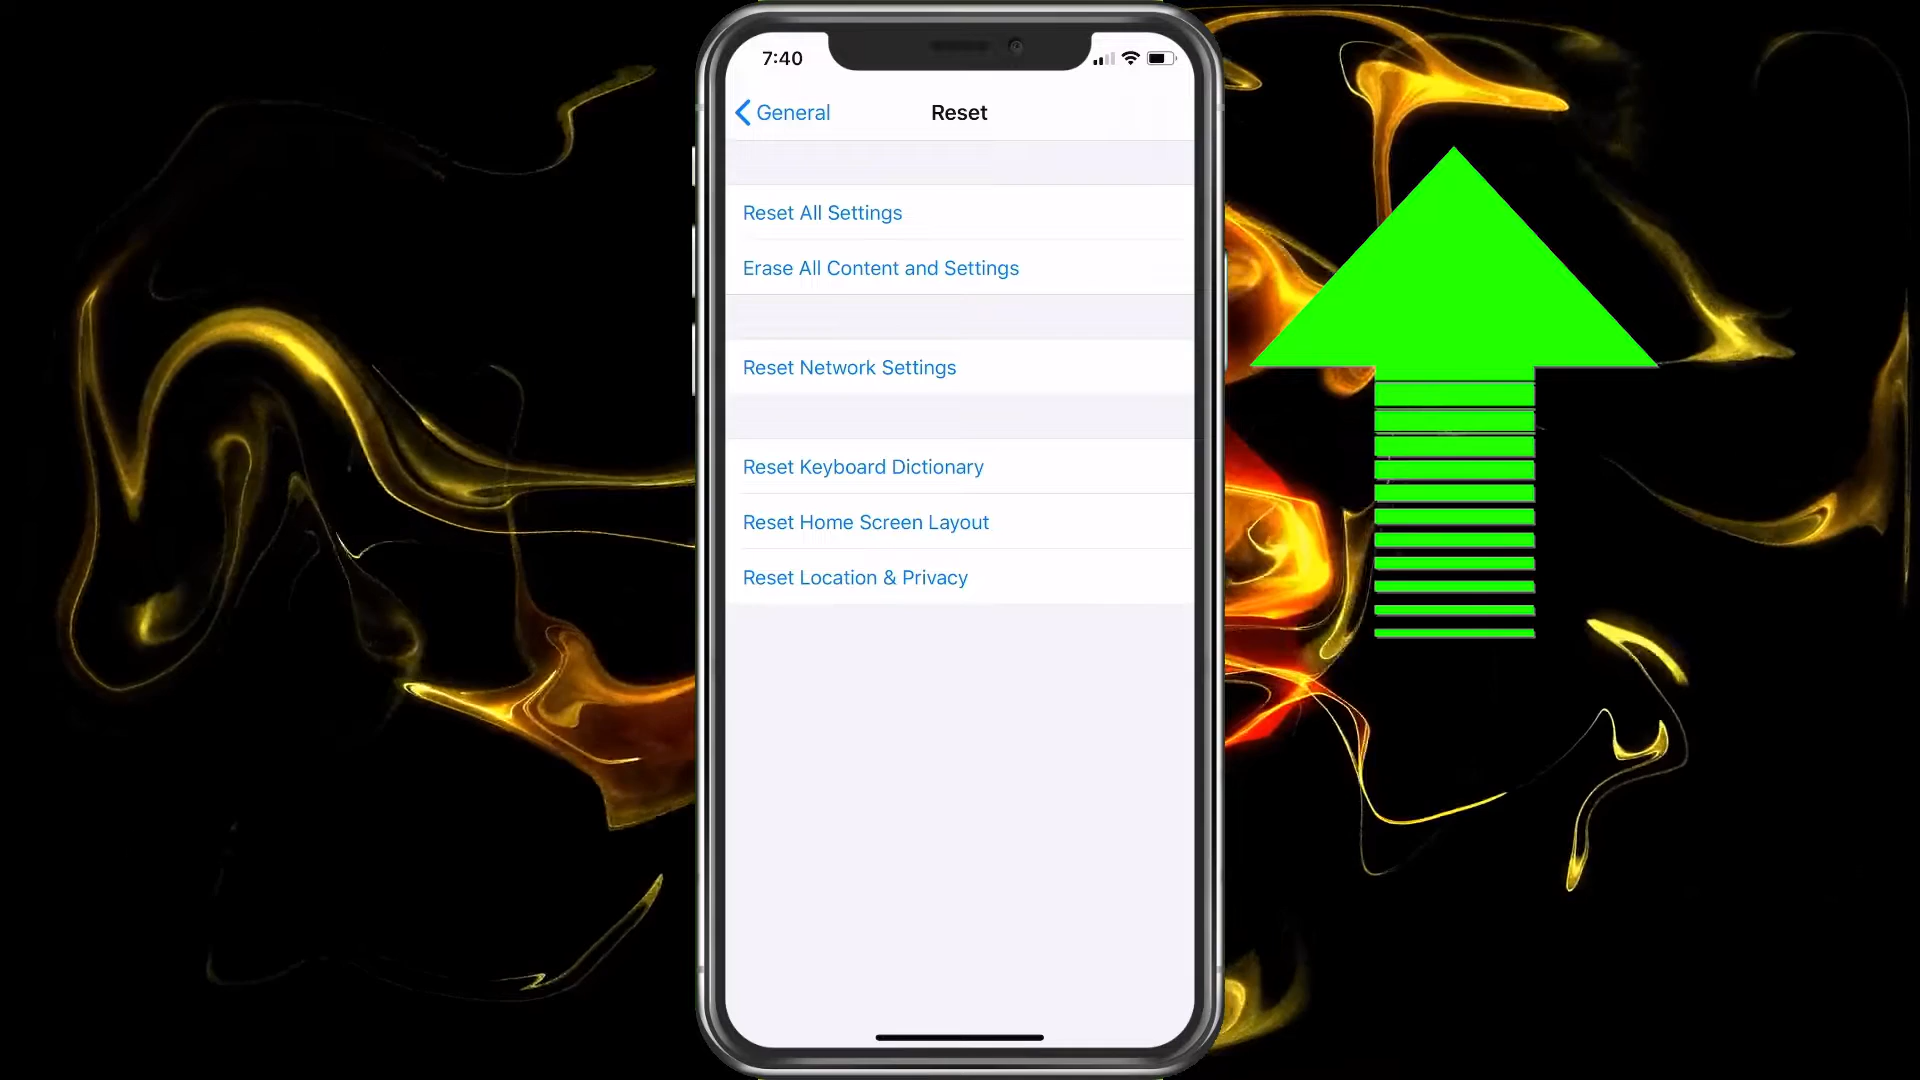 7:40
General
Reset
Reset All Settings
Erase All Content and Settings
Reset Network Settings
Reset Keyboard Dictionary
Reset Home Screen Layout
Reset Location & Privacy